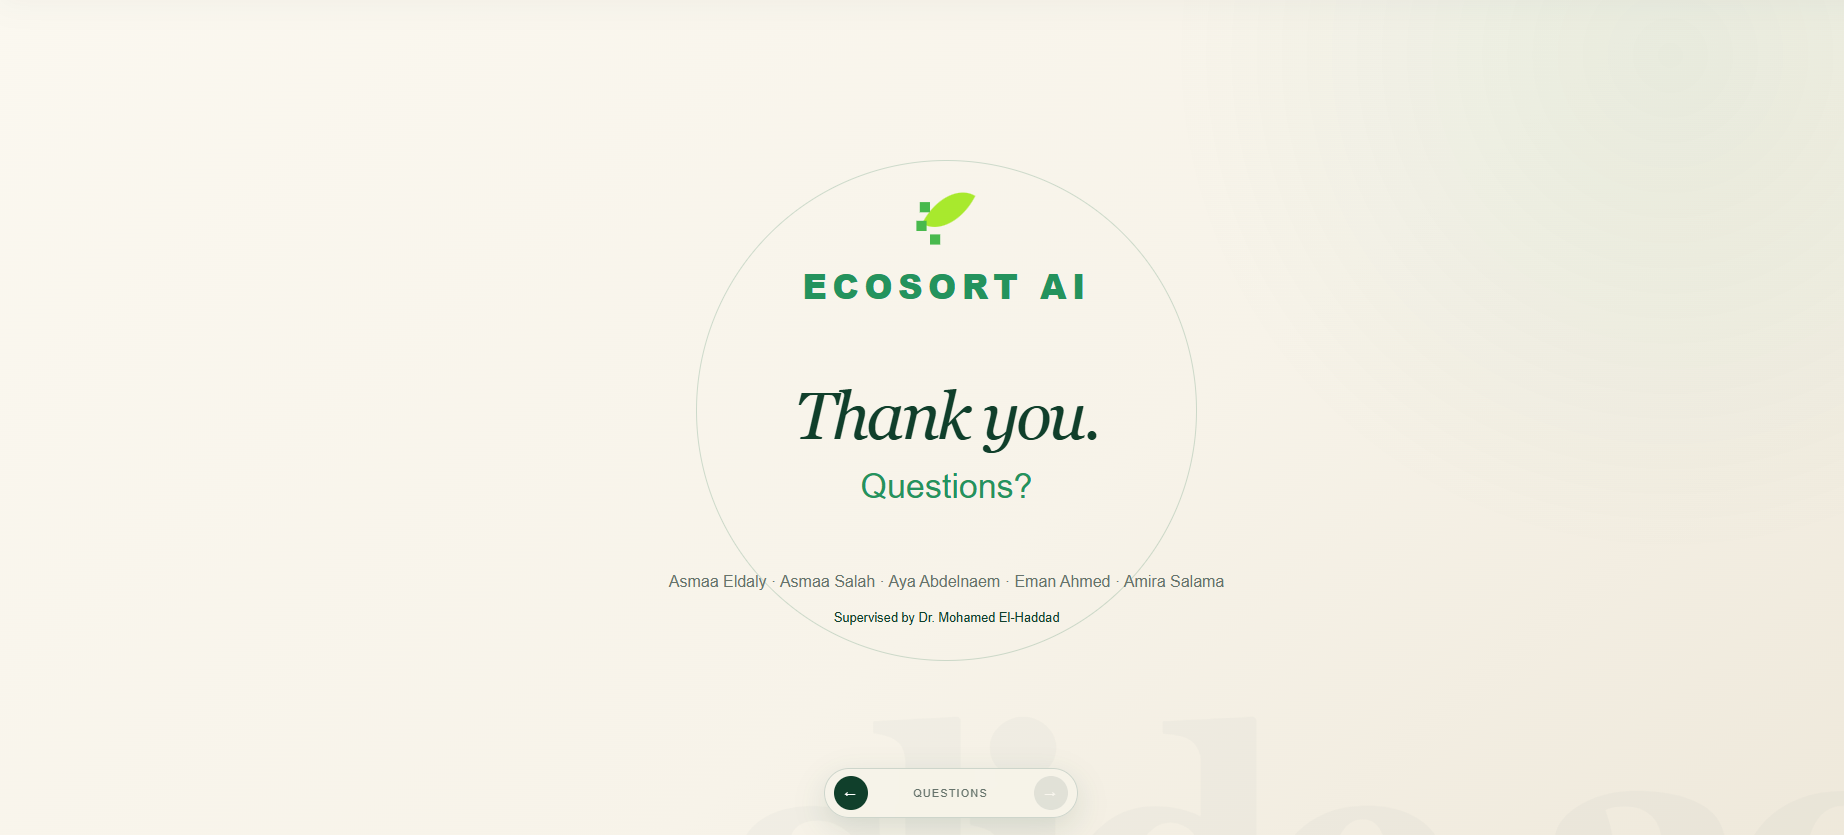 ECOSORT AI
Thank you.
Questions?
Asmaa Eldaly · Asmaa Salah · Aya Abdelnaem · Eman Ahmed · Amira Salama
Supervised by Dr. Mohamed El-Haddad
← QUESTIONS →